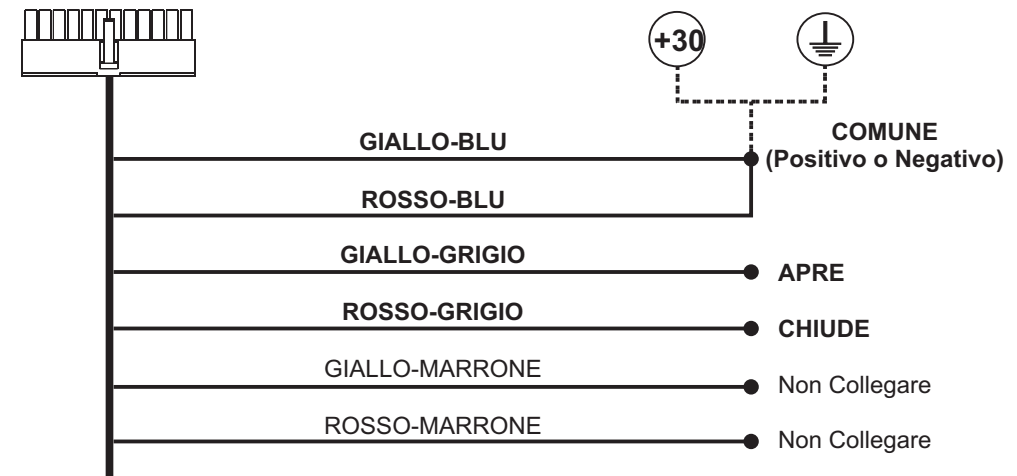 +30
COMUNE
(Positivo o Negativo)
GIALLO-BLU
ROSSO-BLU
GIALLO-GRIGIO
APRE
ROSSO-GRIGIO
CHIUDE
GIALLO-MARRONE
Non Collegare
ROSSO-MARRONE
Non Collegare